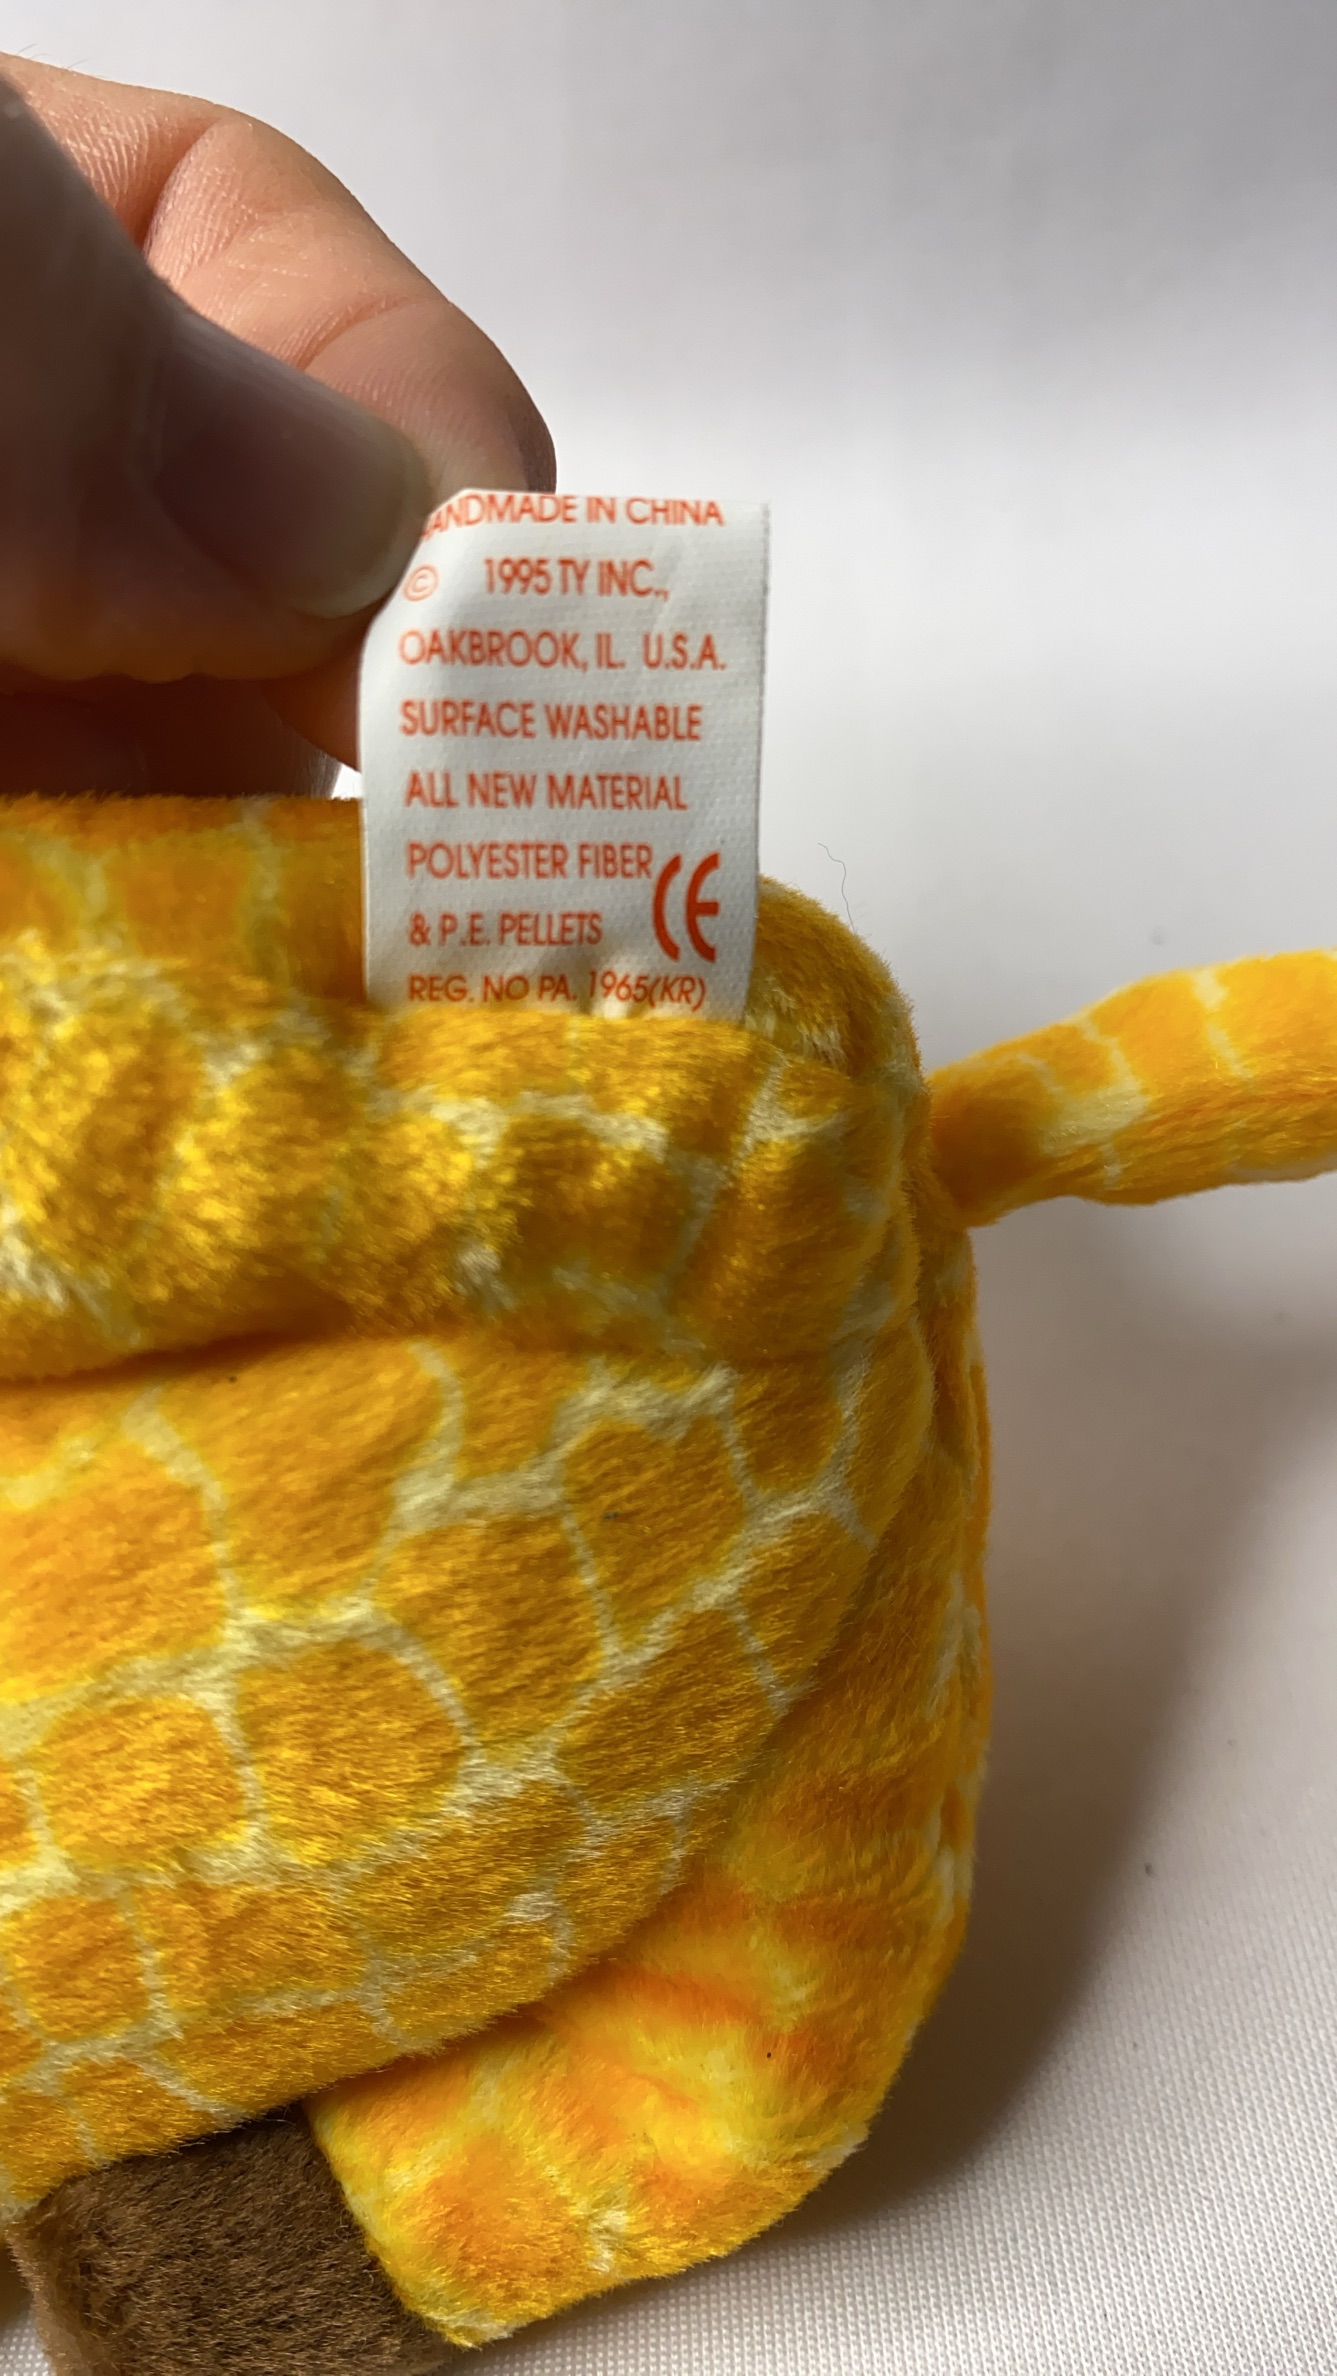 HANDMADE IN CHINA
© 1995 TY INC.,
OAKBROOK, IL. U.S.A.
SURFACE WASHABLE
ALL NEW MATERIAL
POLYESTER FIBER
& P.E. PELLETS CE
REG. NO PA. 1965(KR)